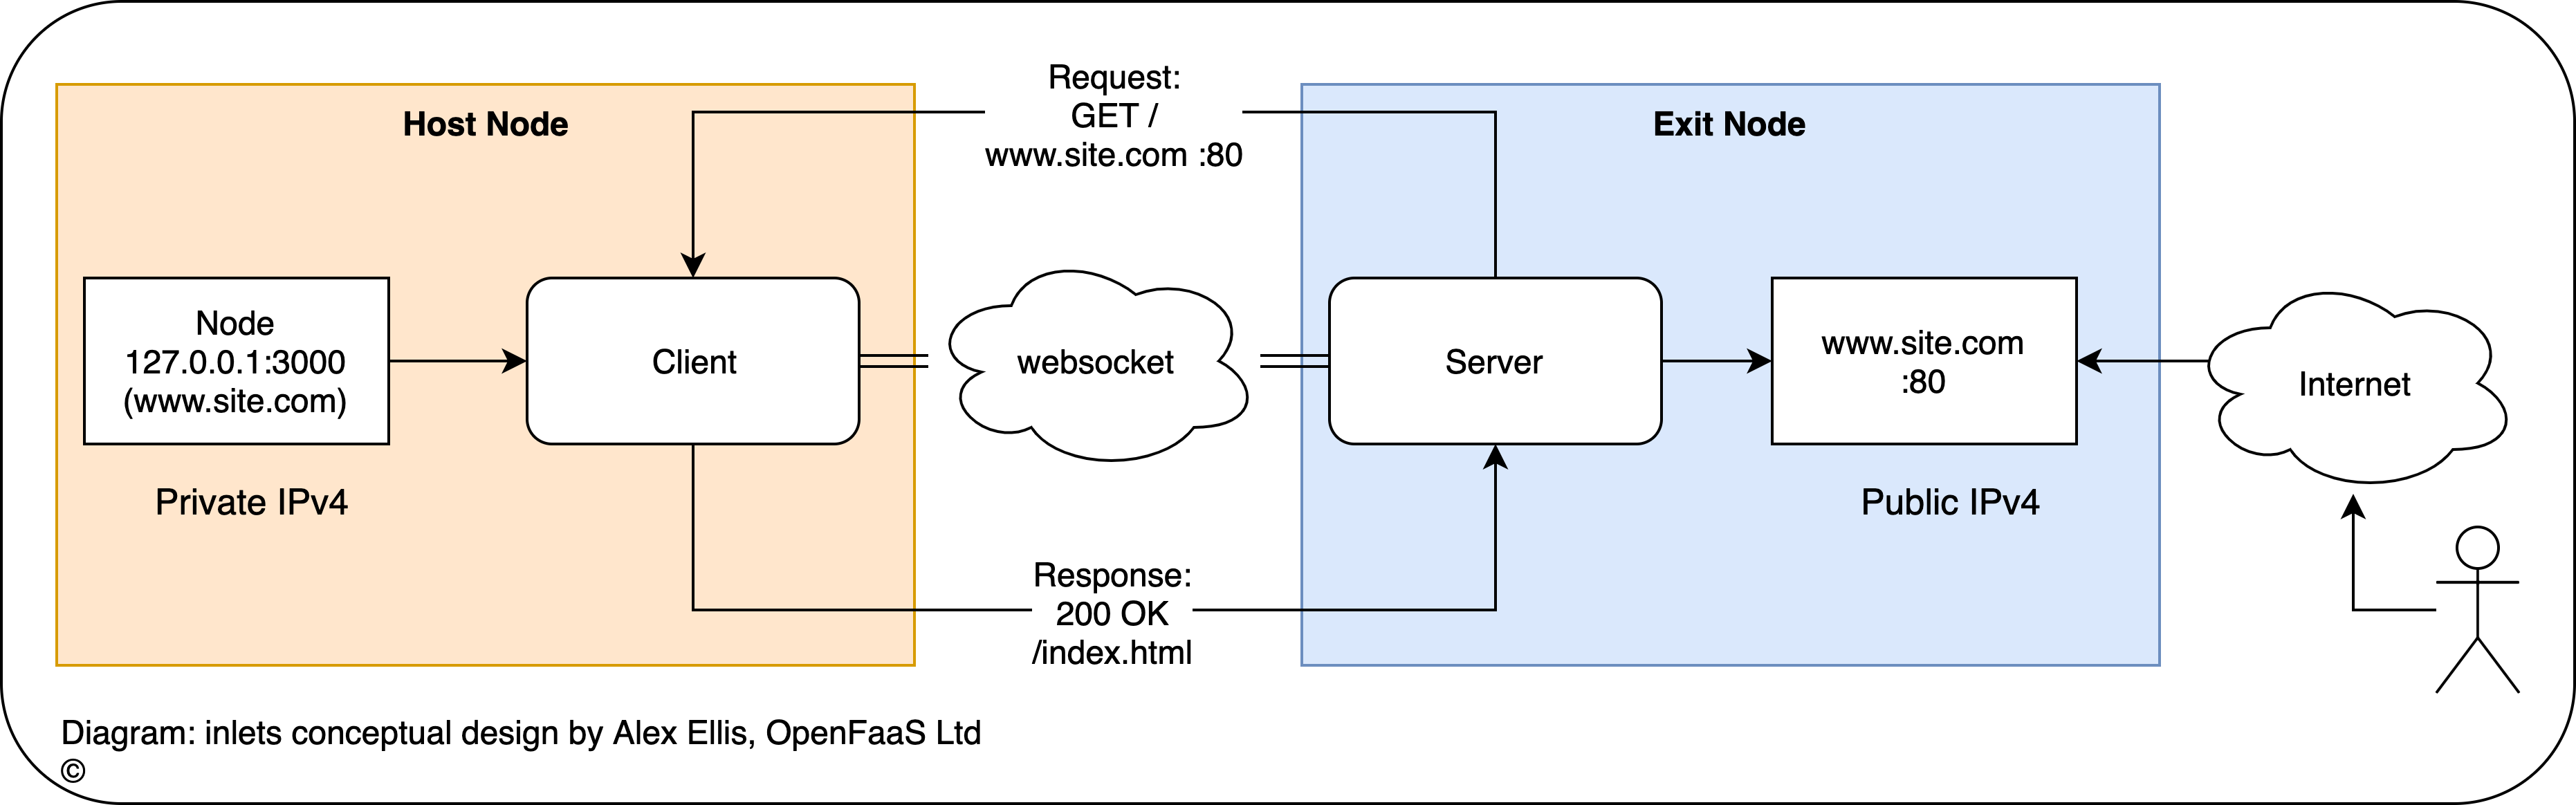 Request:
GET /
www.site.com :80
Host Node
Exit Node
Node
127.0.0.1:3000
(www.site.com)
Client
websocket
Server
www.site.com
:80
Internet
Private IPv4
Public IPv4
Response:
200 OK
/index.html
Diagram: inlets conceptual design by Alex Ellis, OpenFaaS Ltd
©